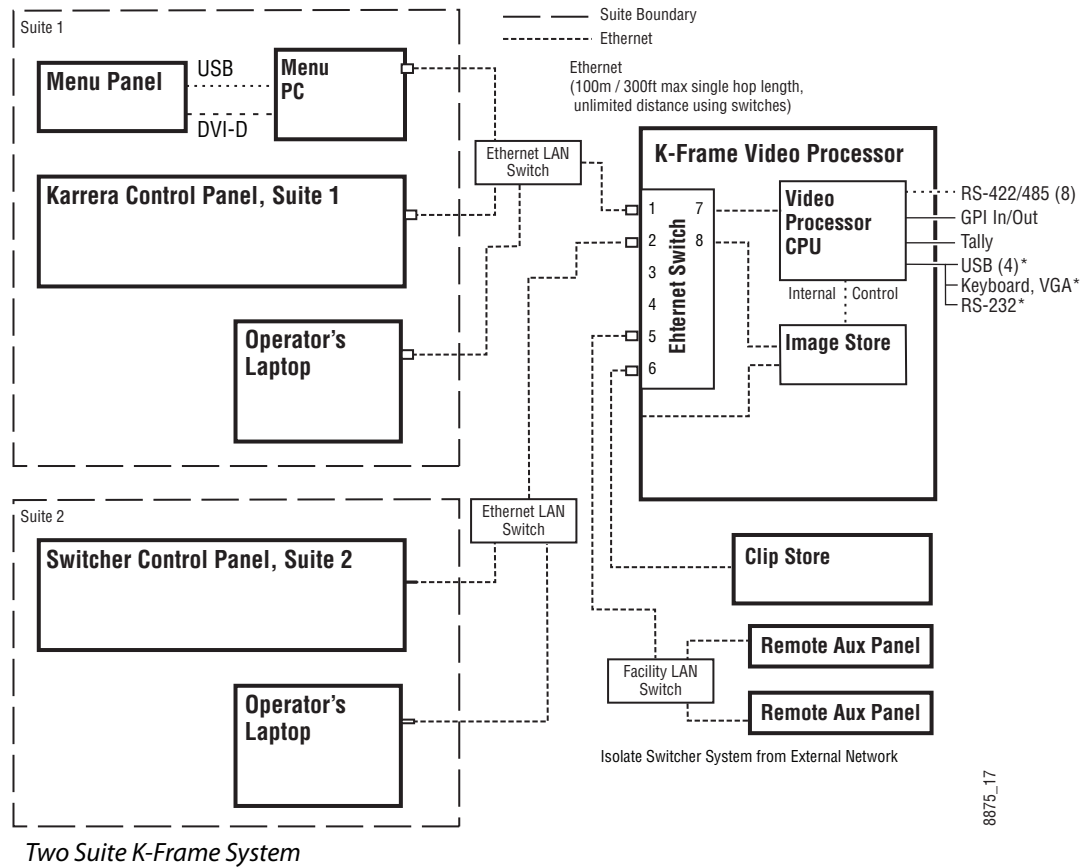 Suite 1
Suite Boundary
Ethernet
Ethernet
(100m / 300ft max single hop length,
unlimited distance using switches)
Menu Panel
USB
DVI-D
Menu
PC
Ethernet LAN
Switch
Karrera Control Panel, Suite 1
Operator's
Laptop
K-Frame Video Processor
1
2
3
4
5
6
7
8
Ehternet Switch
Video
Processor
CPU
Internal Control
Image Store
RS-422/485 (8)
GPI In/Out
Tally
USB (4)*
Keyboard, VGA*
RS-232*
Suite 2
Ethernet LAN
Switch
Switcher Control Panel, Suite 2
Operator's
Laptop
Clip Store
Remote Aux Panel
Facility LAN
Switch
Remote Aux Panel
Isolate Switcher System from External Network
8875_17
Two Suite K-Frame System